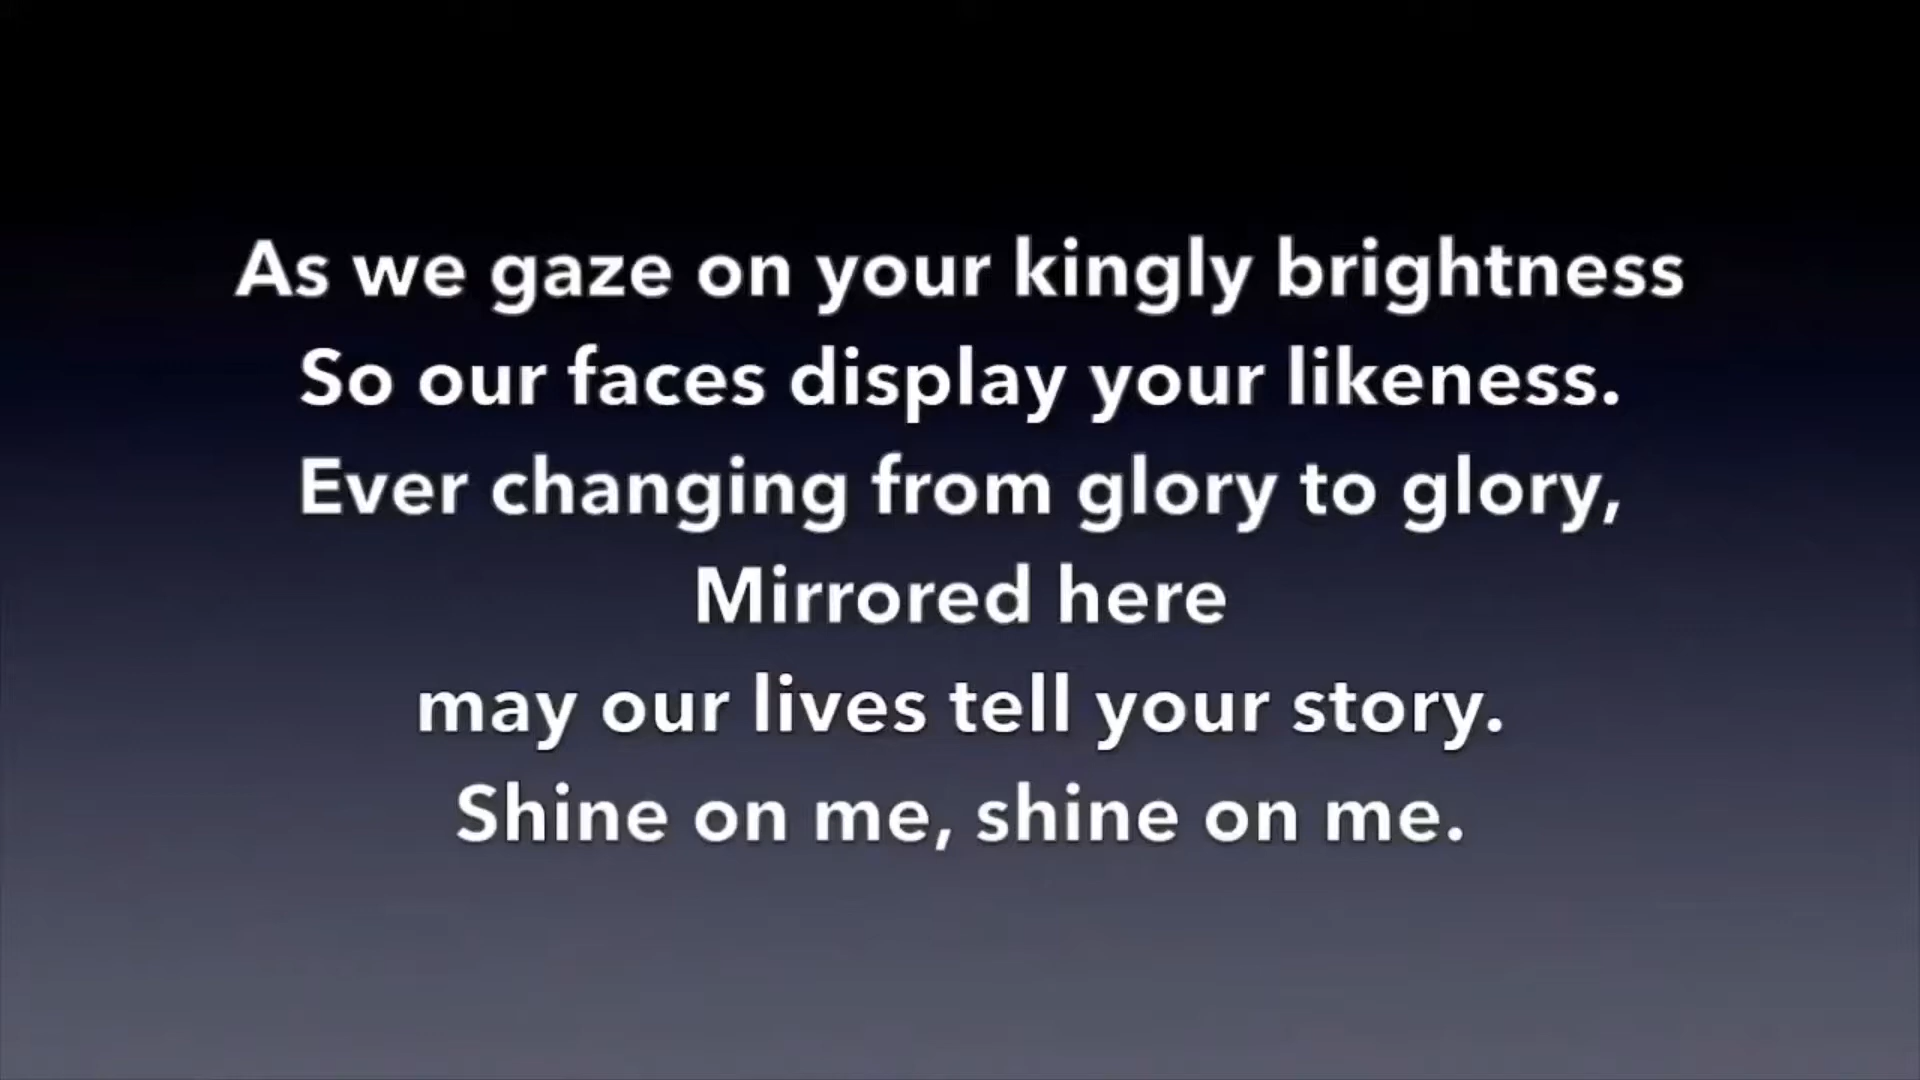 As we gaze on your kingly brightness
So our faces display your likeness.
Ever changing from glory to glory,
Mirrored here
may our lives tell your story.
Shine on me, shine on me.